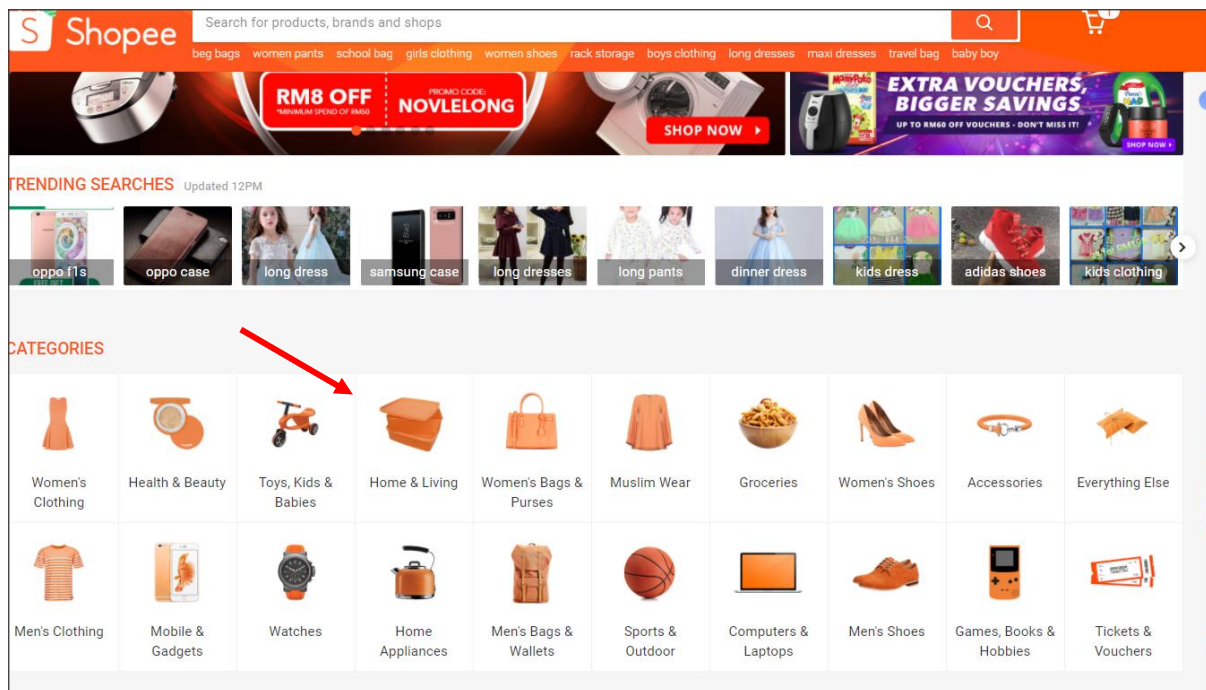 S Shopee
Search for products, brands and shops
1
beg bags women pants school bag girls clothing women shoes rack storage boys clothing long dresses maxi dresses travel bag baby boy
RM8 OFF
*MINIMUM SPEND OF RM50
PROMO CODE:
NOVLELONG
SHOP NOW
MamyPoko
EXTRA VOUCHERS,
BIGGER SAVINGS
UP TO RM60 OFF VOUCHERS - DON'T MISS IT!
SHOP NOW
TRENDING SEARCHES Updated 12PM
oppo f1s
oppo case
long dress
samsung case
long dresses
long pants
dinner dress
kids dress
adidas shoes
kids clothing
CATEGORIES
Women's
Clothing
Health & Beauty
Toys, Kids &
Babies
Home & Living
Women's Bags &
Purses
Muslim Wear
Groceries
Women's Shoes
Accessories
Everything Else
Men's Clothing
Mobile &
Gadgets
Watches
Home
Appliances
Men's Bags &
Wallets
Sports &
Outdoor
Computers &
Laptops
Men's Shoes
Games, Books &
Hobbies
Tickets &
Vouchers